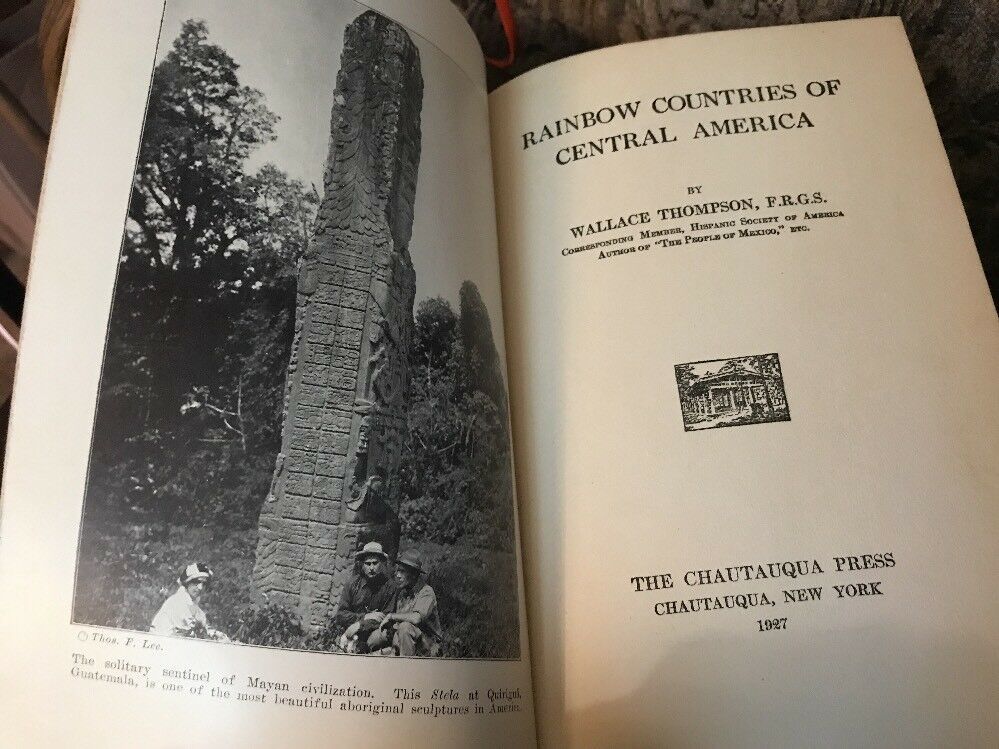 © Thos. F. Lee.
The solitary sentinel of Mayan civilization. This Stela at Quiriguá,
Guatemala, is one of the most beautiful aboriginal sculptures in America.
RAINBOW COUNTRIES OF
CENTRAL AMERICA
BY
WALLACE THOMPSON, F.R.G.S.
CORRESPONDING MEMBER, HISPANIC SOCIETY OF AMERICA
AUTHOR OF "THE PEOPLE OF MEXICO," ETC.
THE CHAUTAUQUA PRESS
CHAUTAUQUA, NEW YORK
1927